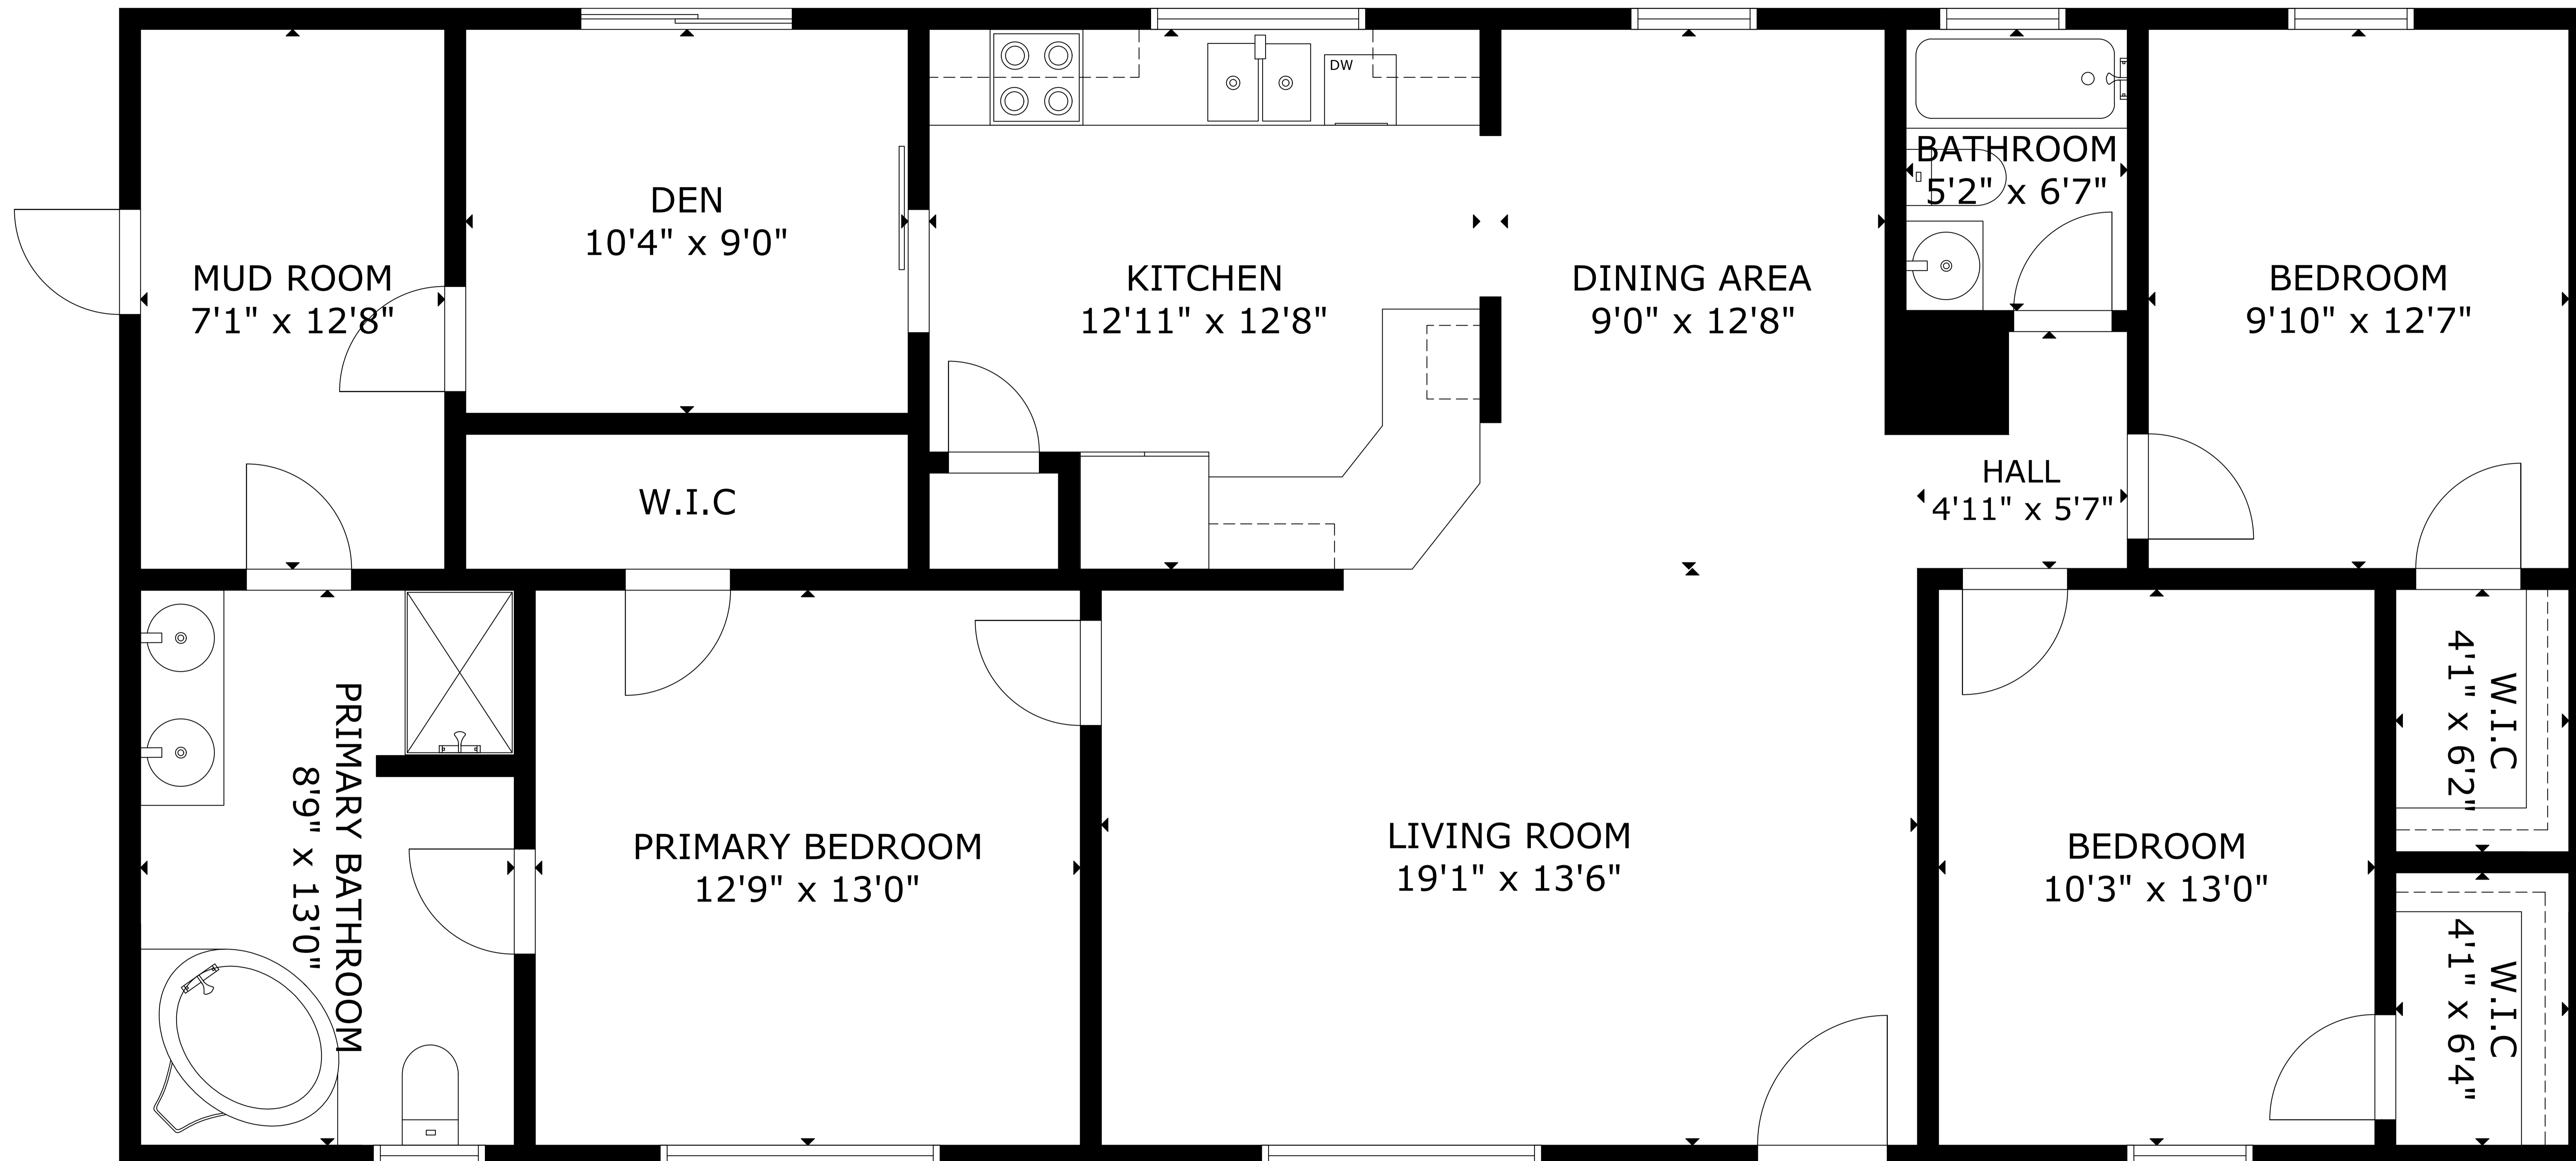 DW
BATHROOM
5'2" x 6'7"
DEN
10'4" x 9'0"
MUD ROOM
7'1" x 12'8"
KITCHEN
12'11" x 12'8"
DINING AREA
9'0" x 12'8"
BEDROOM
9'10" x 12'7"
W.I.C
HALL
4'11" x 5'7"
PRIMARY BATHROOM
8'9" x 13'0"
PRIMARY BEDROOM
12'9" x 13'0"
LIVING ROOM
19'1" x 13'6"
BEDROOM
10'3" x 13'0"
W.I.C
4'1" x 6'2"
W.I.C
4'1" x 6'4"